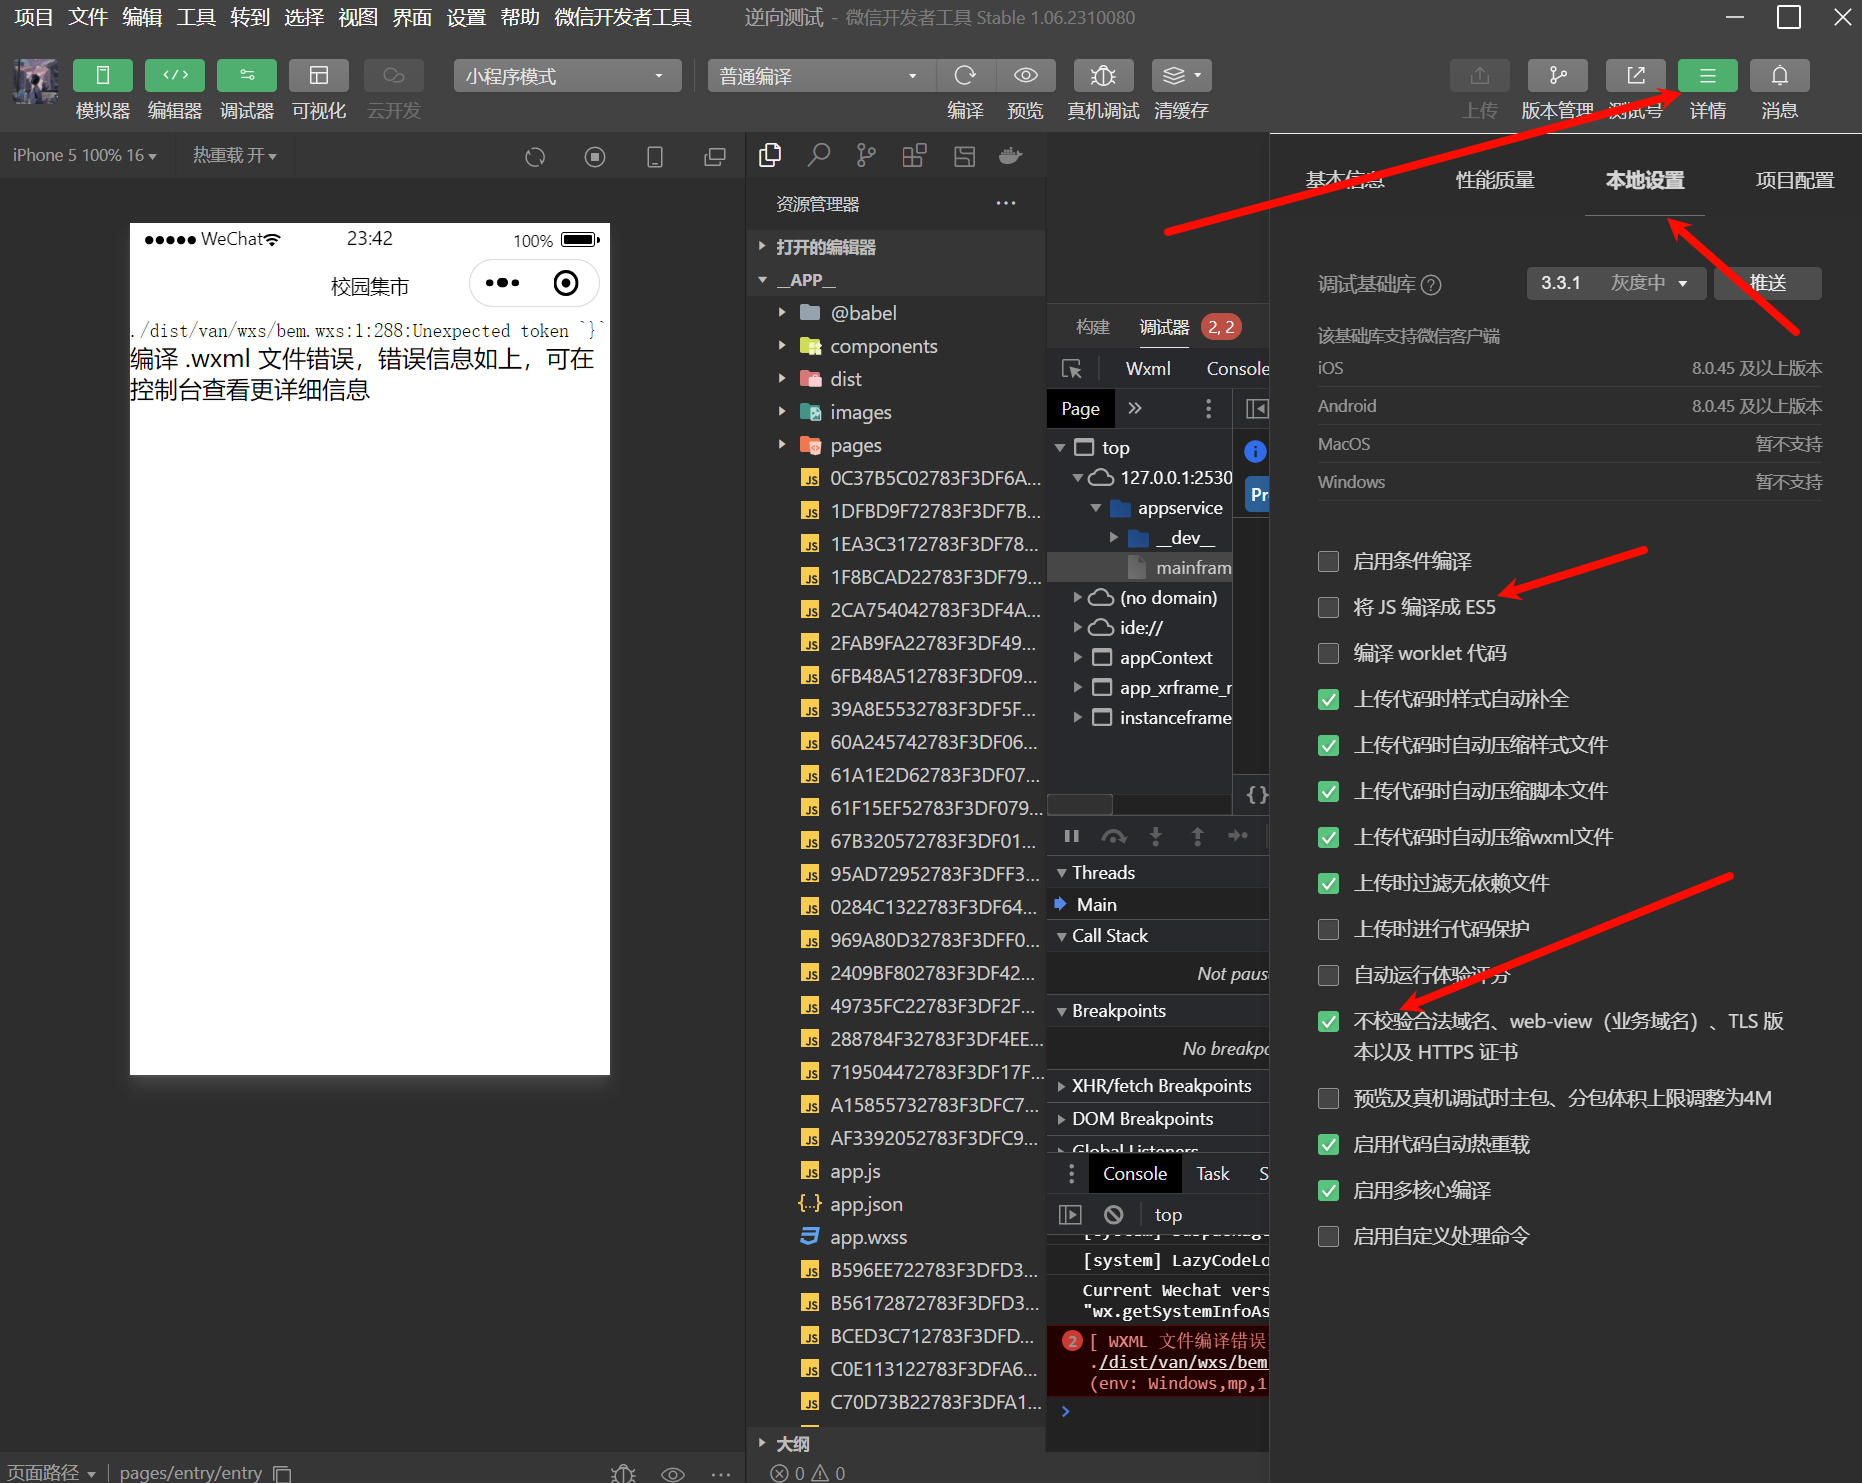 项目 文件 编辑 工具 转到 选择 视图 界面 设置 帮助 微信开发者工具 逆向测试 - 微信开发者工具 Stable 1.06.2310080
小程序模式 普通编译
模拟器 编辑器 调试器 可视化 云开发 编译 预览 真机调试 清缓存 上传 版本管理 测试号 详情 消息
iPhone 5 100% 16 热重载 开
WeChat 23:42 100%
校园集市
./dist/van/wxs/bem.wxs:1:288:Unexpected token `}`
编译 .wxml 文件错误，错误信息如上，可在
控制台查看更详细信息
页面路径 pages/entry/entry
资源管理器
打开的编辑器
__APP__
@babel
components
dist
images
pages
0C37B5C02783F3DF6A...
1DFBD9F72783F3DF7B...
1EA3C3172783F3DF78...
1F8BCAD22783F3DF79...
2CA754042783F3DF4A...
2FAB9FA22783F3DF49...
6FB48A512783F3DF09...
39A8E5532783F3DF5F...
60A245742783F3DF06...
61A1E2D62783F3DF07...
61F15EF52783F3DF079...
67B320572783F3DF01...
95AD72952783F3DFF3...
0284C1322783F3DF64...
969A80D32783F3DFF0...
2409BF802783F3DF42...
49735FC22783F3DF2F...
288784F32783F3DF4EE...
719504472783F3DF17F...
A15855732783F3DFC7...
AF3392052783F3DFC9...
app.js
app.json
app.wxss
B596EE722783F3DFD3...
B56172872783F3DFD3...
BCED3C712783F3DFD...
C0E113122783F3DFA6...
C70D73B22783F3DFA1...
大纲
0 0
构建 调试器 2, 2
Wxml Console
Page
top
127.0.0.1:2530
appservice
__dev__
mainfram
(no domain)
ide://
appContext
app_xrframe_r
instanceframe
Pr
{}
Threads
Main
Call Stack
Not paus
Breakpoints
No breakpo
XHR/fetch Breakpoints
DOM Breakpoints
Global Listeners
Console Task S
top
[system] LazyCodeLo
Current Wechat vers
"wx.getSystemInfoAs
2 [ WXML 文件编译错误
./dist/van/wxs/bem
(env: Windows,mp,1
基本信息 性能质量 本地设置 项目配置
调试基础库 3.3.1 灰度中 推送
该基础库支持微信客户端
iOS 8.0.45 及以上版本
Android 8.0.45 及以上版本
MacOS 暂不支持
Windows 暂不支持
启用条件编译
将 JS 编译成 ES5
编译 worklet 代码
上传代码时样式自动补全
上传代码时自动压缩样式文件
上传代码时自动压缩脚本文件
上传代码时自动压缩wxml文件
上传时过滤无依赖文件
上传时进行代码保护
自动运行体验评分
不校验合法域名、web-view（业务域名）、TLS 版
本以及 HTTPS 证书
预览及真机调试时主包、分包体积上限调整为4M
启用代码自动热重载
启用多核心编译
启用自定义处理命令